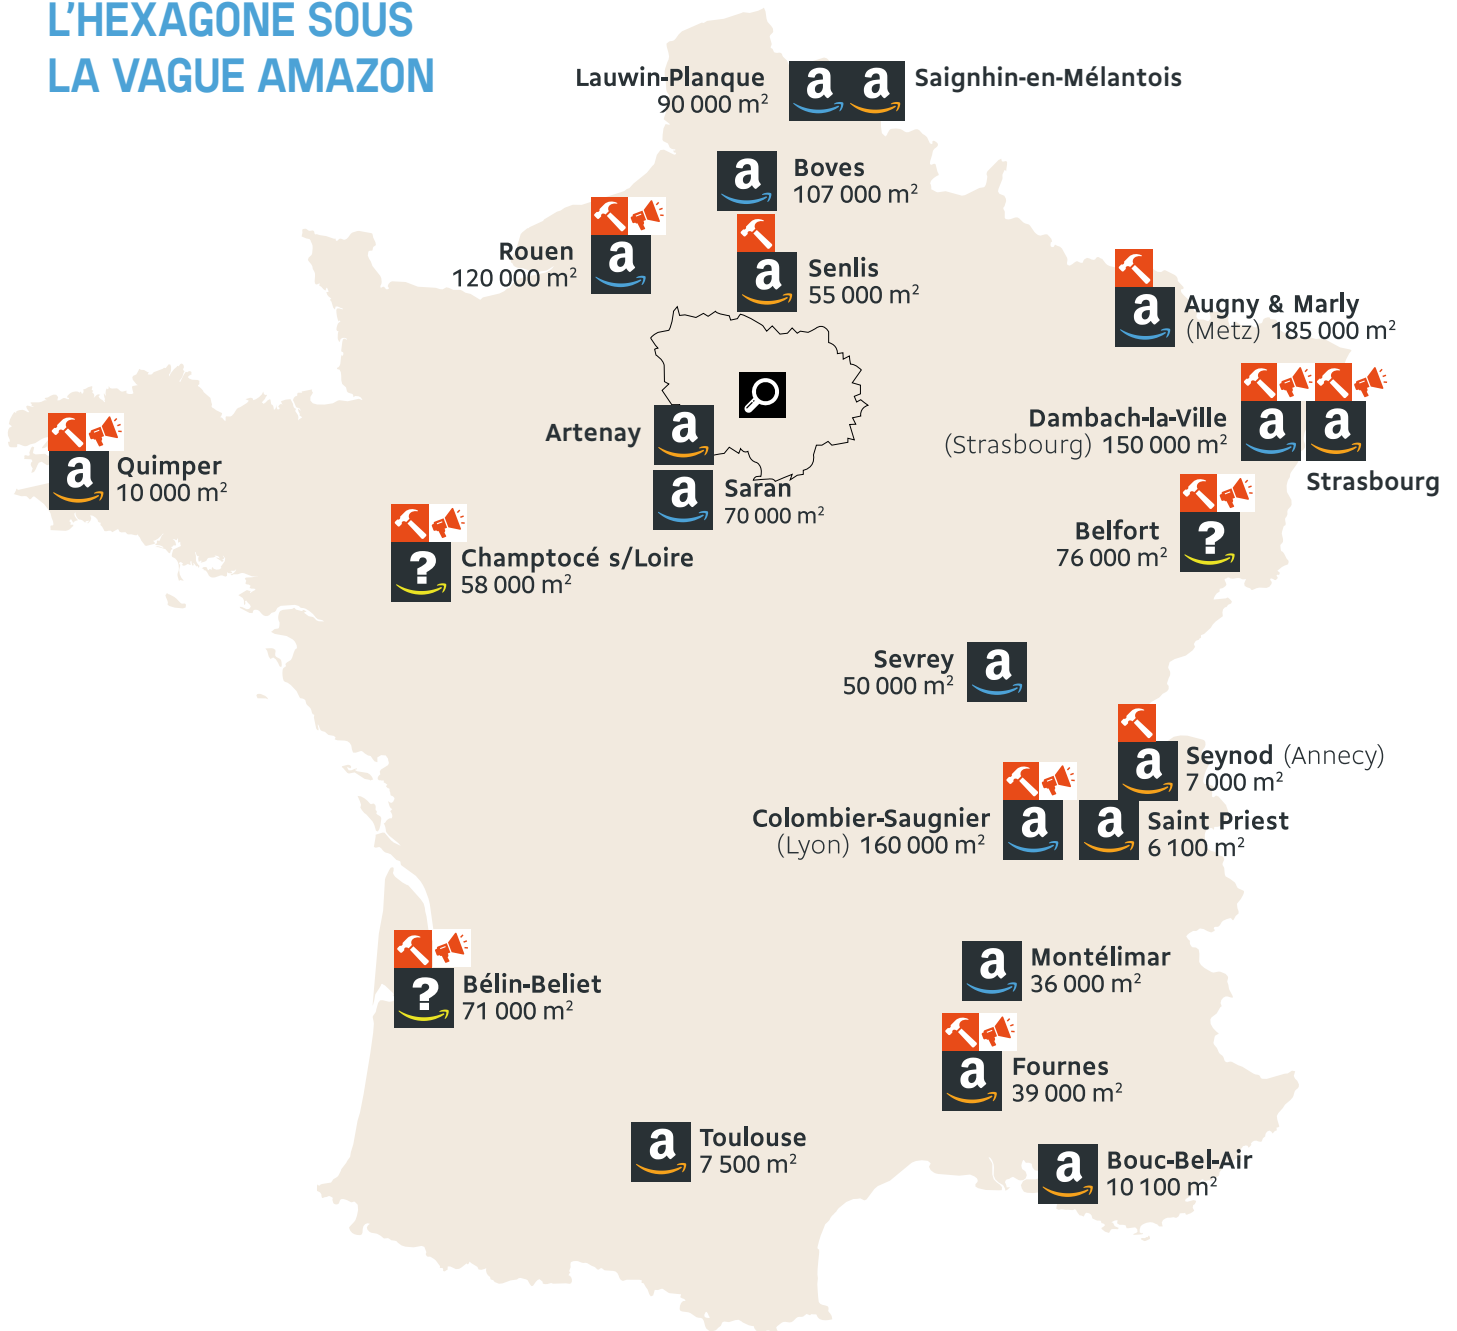 L'HEXAGONE SOUS
LA VAGUE AMAZON
Lauwin-Planque
90 000 m²
a
a
Saignhin-en-Mélantois
a
Boves
107 000 m²
Rouen
120 000 m²
a
a
Senlis
55 000 m²
a
Augny & Marly
(Metz) 185 000 m²
Dambach-la-Ville
(Strasbourg) 150 000 m²
a
a
Strasbourg
Artenay
a
a
Saran
70 000 m²
a
Quimper
10 000 m²
?
Champtocé s/Loire
58 000 m²
Belfort
76 000 m²
?
Sevrey
50 000 m²
a
a
Seynod (Annecy)
7 000 m²
Colombier-Saugnier
(Lyon) 160 000 m²
a
a
Saint Priest
6 100 m²
?
Bélin-Beliet
71 000 m²
a
Montélimar
36 000 m²
a
Fournes
39 000 m²
a
Toulouse
7 500 m²
a
Bouc-Bel-Air
10 100 m²